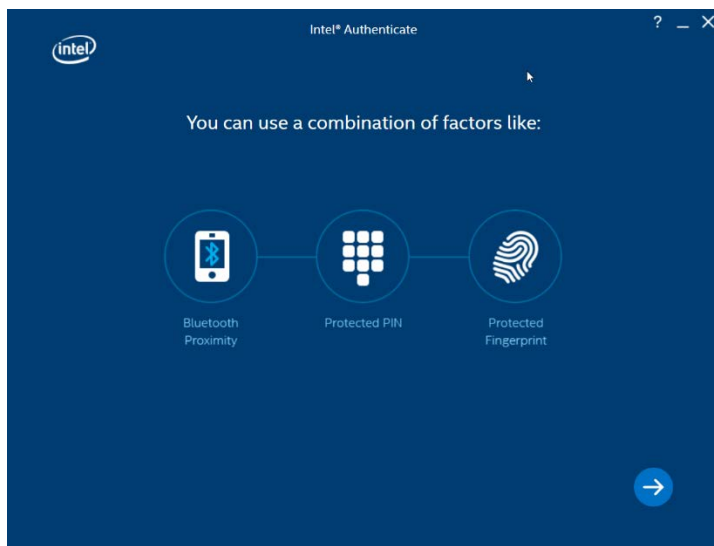 intel
Intel® Authenticate
?
You can use a combination of factors like:
Bluetooth
Proximity
Protected PIN
Protected
Fingerprint